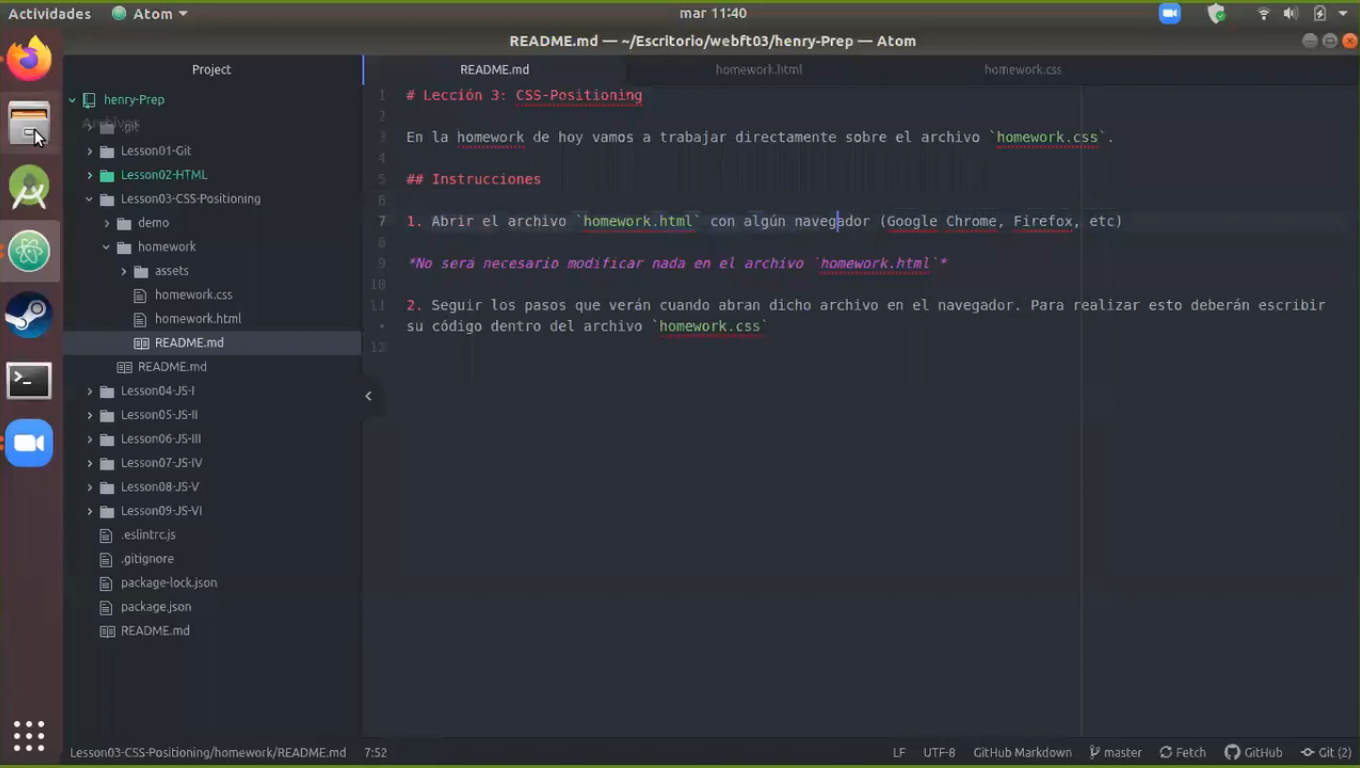 Actividades Atom mar 11:40
README.md — ~/Escritorio/webft03/henry-Prep — Atom
Project README.md homework.html homework.css
henry-Prep
.git
Archivos
Lesson01-Git
Lesson02-HTML
Lesson03-CSS-Positioning
demo
homework
assets
homework.css
homework.html
README.md
README.md
Lesson04-JS-I
Lesson05-JS-II
Lesson06-JS-III
Lesson07-JS-IV
Lesson08-JS-V
Lesson09-JS-VI
.eslintrc.js
.gitignore
package-lock.json
package.json
README.md
1 # Lección 3: CSS-Positioning
2
3 En la homework de hoy vamos a trabajar directamente sobre el archivo `homework.css`.
4
5 ## Instrucciones
6
7 1. Abrir el archivo `homework.html` con algún navegador (Google Chrome, Firefox, etc)
8
9 *No será necesario modificar nada en el archivo `homework.html`*
10
11 2. Seguir los pasos que verán cuando abran dicho archivo en el navegador. Para realizar esto deberán escribir
• su código dentro del archivo `homework.css`
12
Lesson03-CSS-Positioning/homework/README.md 7:52 LF UTF-8 GitHub Markdown master Fetch GitHub Git (2)